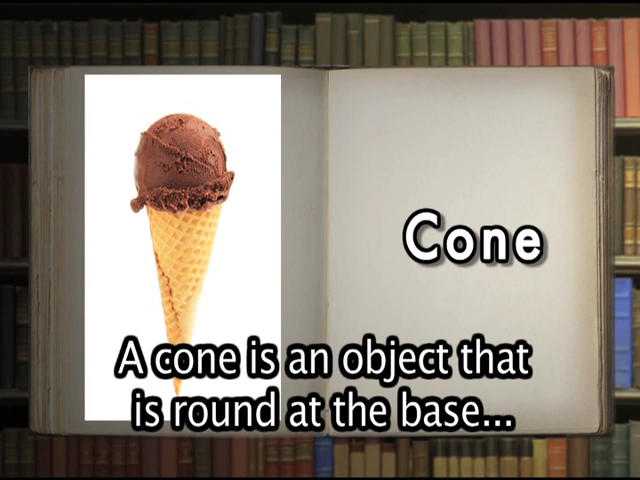 Cone
A cone is an object that
is round at the base...